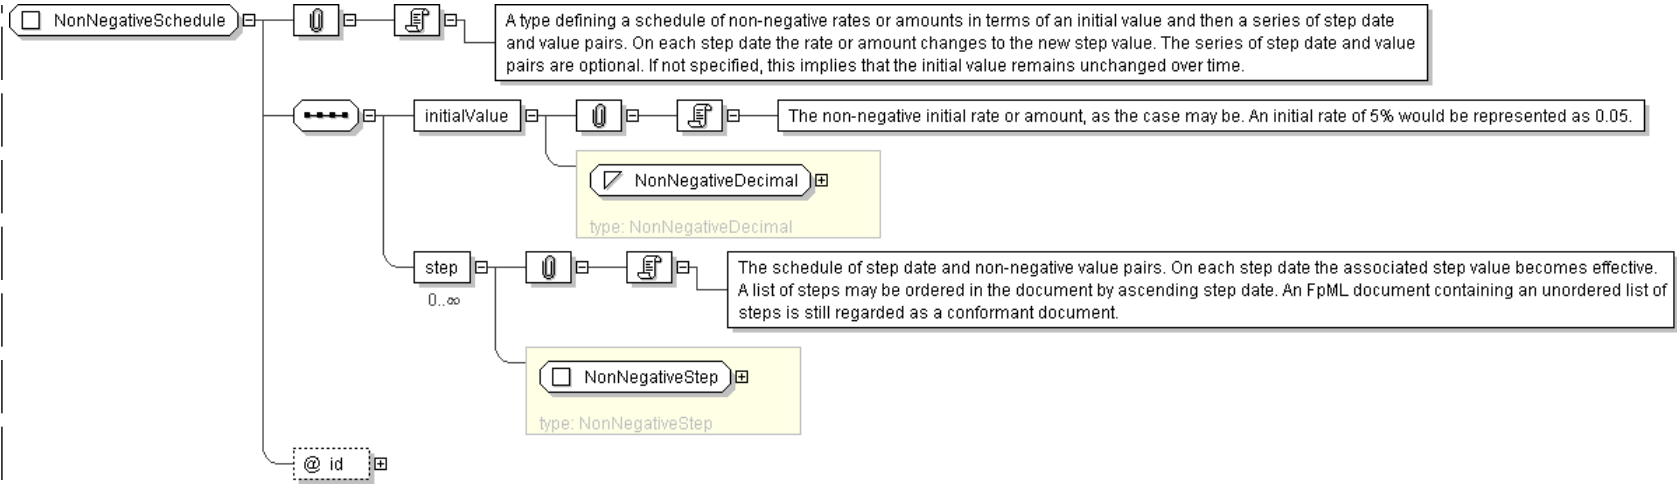 NonNegativeSchedule
A type defining a schedule of non-negative rates or amounts in terms of an initial value and then a series of step date
and value pairs. On each step date the rate or amount changes to the new step value. The series of step date and value
pairs are optional. If not specified, this implies that the initial value remains unchanged over time.
initialValue
The non-negative initial rate or amount, as the case may be. An initial rate of 5% would be represented as 0.05.
NonNegativeDecimal
type: NonNegativeDecimal
step
0..∞
The schedule of step date and non-negative value pairs. On each step date the associated step value becomes effective.
A list of steps may be ordered in the document by ascending step date. An FpML document containing an unordered list of
steps is still regarded as a conformant document.
NonNegativeStep
type: NonNegativeStep
@ id